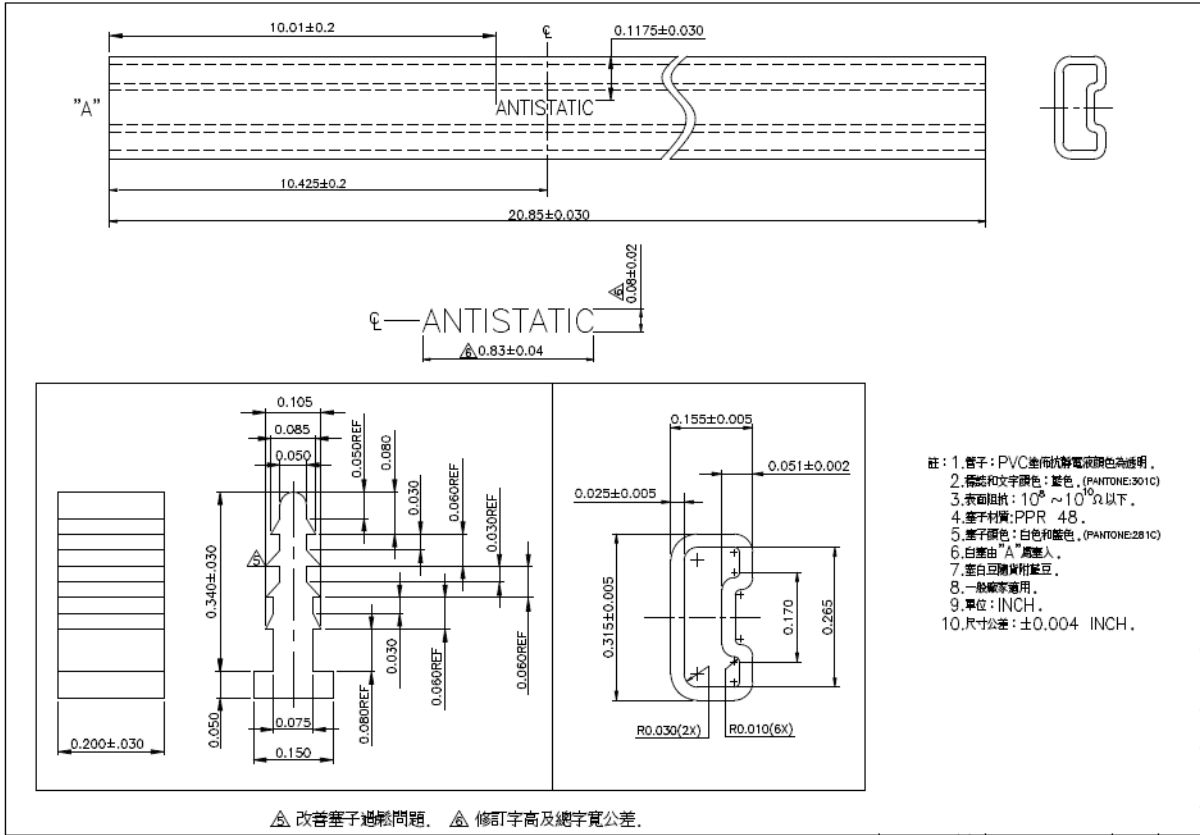 10.01±0.2
℄
0.1175±0.030
"A"
ANTISTATIC
10.425±0.2
20.85±0.030
6
0.08±0.02
℄
ANTISTATIC
6 0.83±0.04
0.105
0.085
0.050
0.050REF
0.080
0.030
0.060REF
0.030REF
5
0.340±.030
0.030
0.060REF
0.060REF
0.080REF
0.050
0.075
0.150
0.200±.030
0.155±0.005
0.051±0.002
0.025±0.005
0.315±0.005
0.170
0.265
R0.030(2X)
R0.010(6X)
註：1.管子：PVC塗佈抗靜電液顏色為透明．
2.標誌和文字顏色：藍色．(PANTONE:301C)
3.表面阻抗：10⁸ ~10¹⁰Ω以下．
4.塞子材質:PPR 48．
5.塞子顏色：白色和藍色．(PANTONE:281C)
6.白塞由"A"處塞入．
7.塞白豆隨貨附藍豆．
8.一般廠家適用．
9.單位：INCH．
10.尺寸公差：±0.004 INCH．
5 改善塞子過鬆問題． 6 修訂字高及總字寬公差．